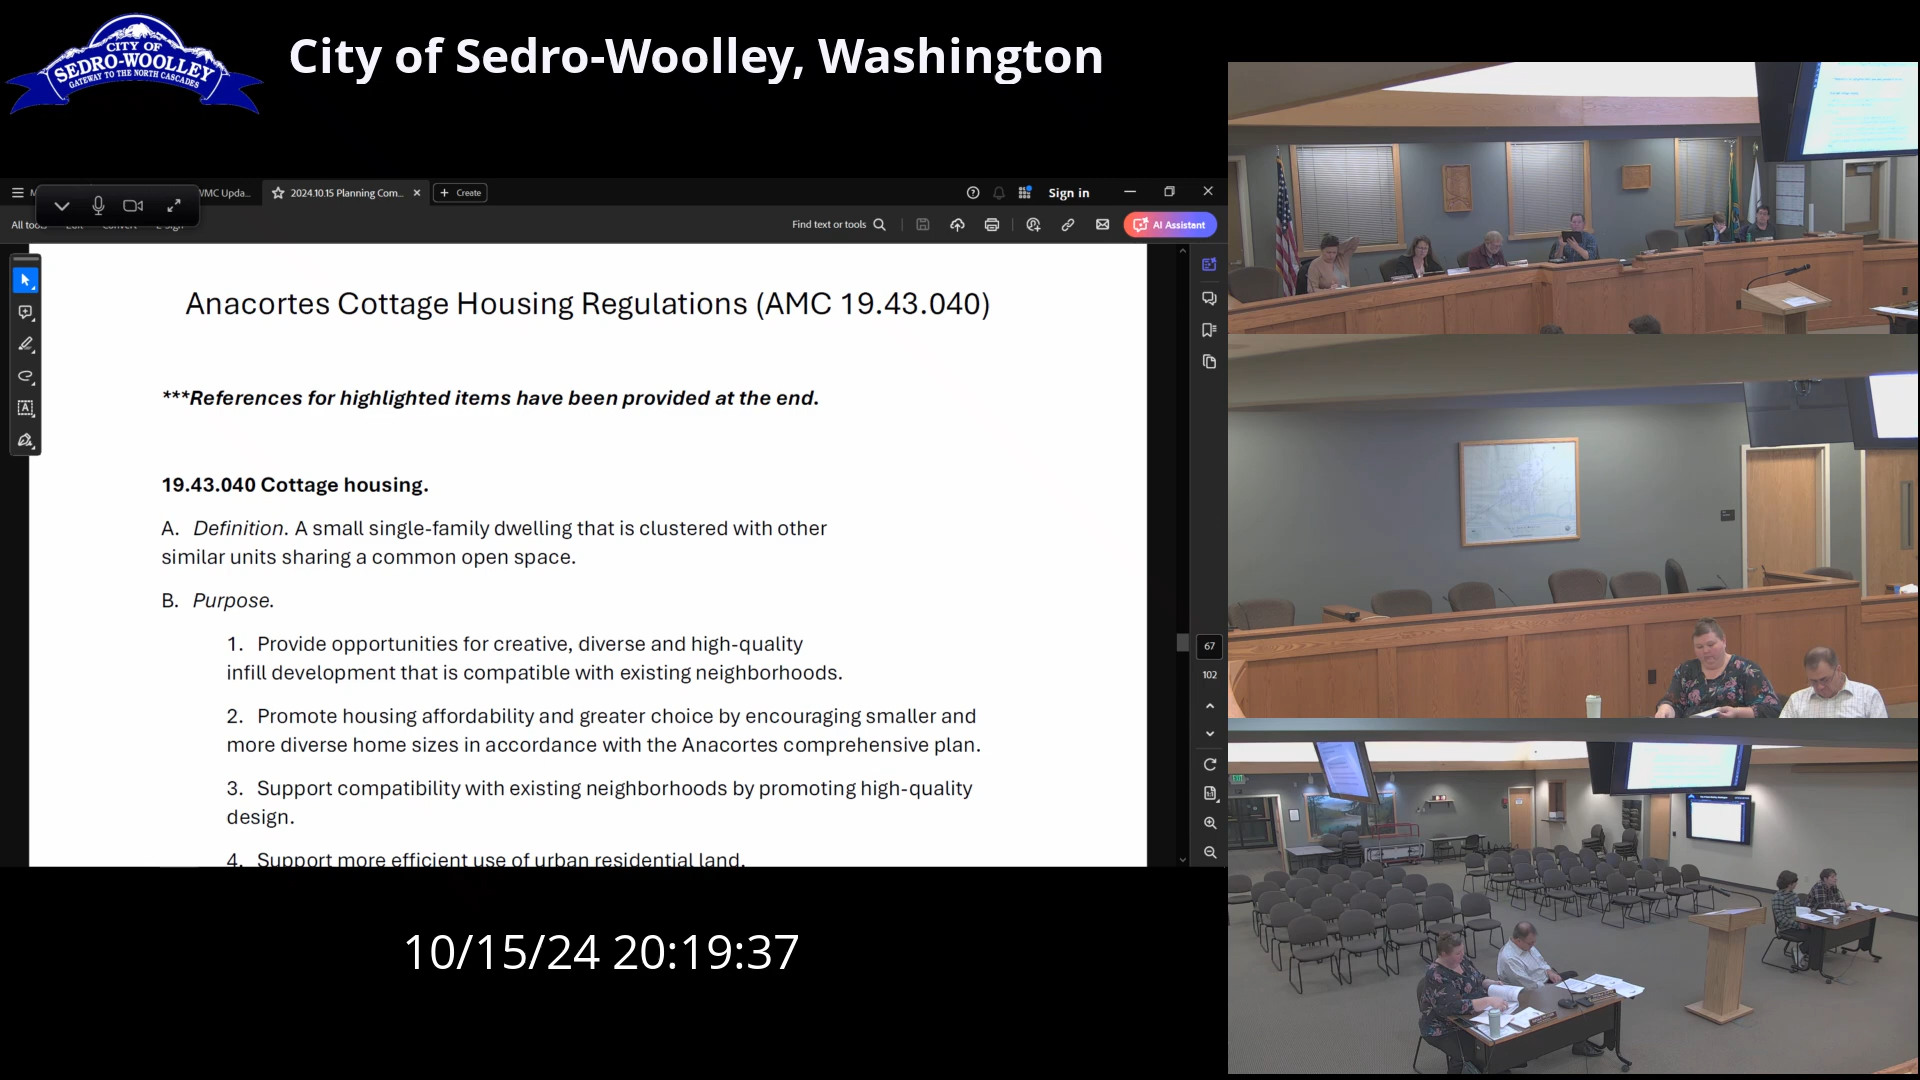 CITY OF
SEDRO-WOOLLEY
GATEWAY TO THE NORTH CASCADES
City of Sedro-Woolley, Washington
M
WMC Upda...
2024.10.15 Planning Com...
Create
Sign in
All tools
Edit
Convert
E-Sign
Find text or tools
AI Assistant
Anacortes Cottage Housing Regulations (AMC 19.43.040)
***References for highlighted items have been provided at the end.
19.43.040 Cottage housing.
A. Definition. A small single-family dwelling that is clustered with other
similar units sharing a common open space.
B. Purpose.
1. Provide opportunities for creative, diverse and high-quality
infill development that is compatible with existing neighborhoods.
2. Promote housing affordability and greater choice by encouraging smaller and
more diverse home sizes in accordance with the Anacortes comprehensive plan.
3. Support compatibility with existing neighborhoods by promoting high-quality
design.
4. Support more efficient use of urban residential land.
67
102
10/15/24 20:19:37